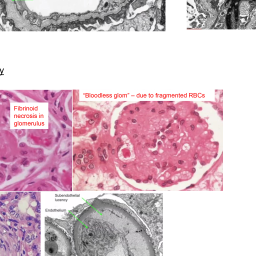 y
"Bloodless glom" – due to fragmented RBCs
Fibrinoid
necrosis in
glomerulus
Subendothelial
lucency
Endothelium